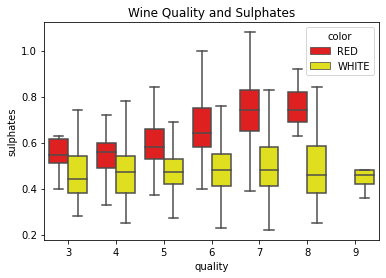 Wine Quality and Sulphates
color
RED
WHITE
1.0
0.8
0.6
0.4
0.2
sulphates
3 4 5 6 7 8 9
quality